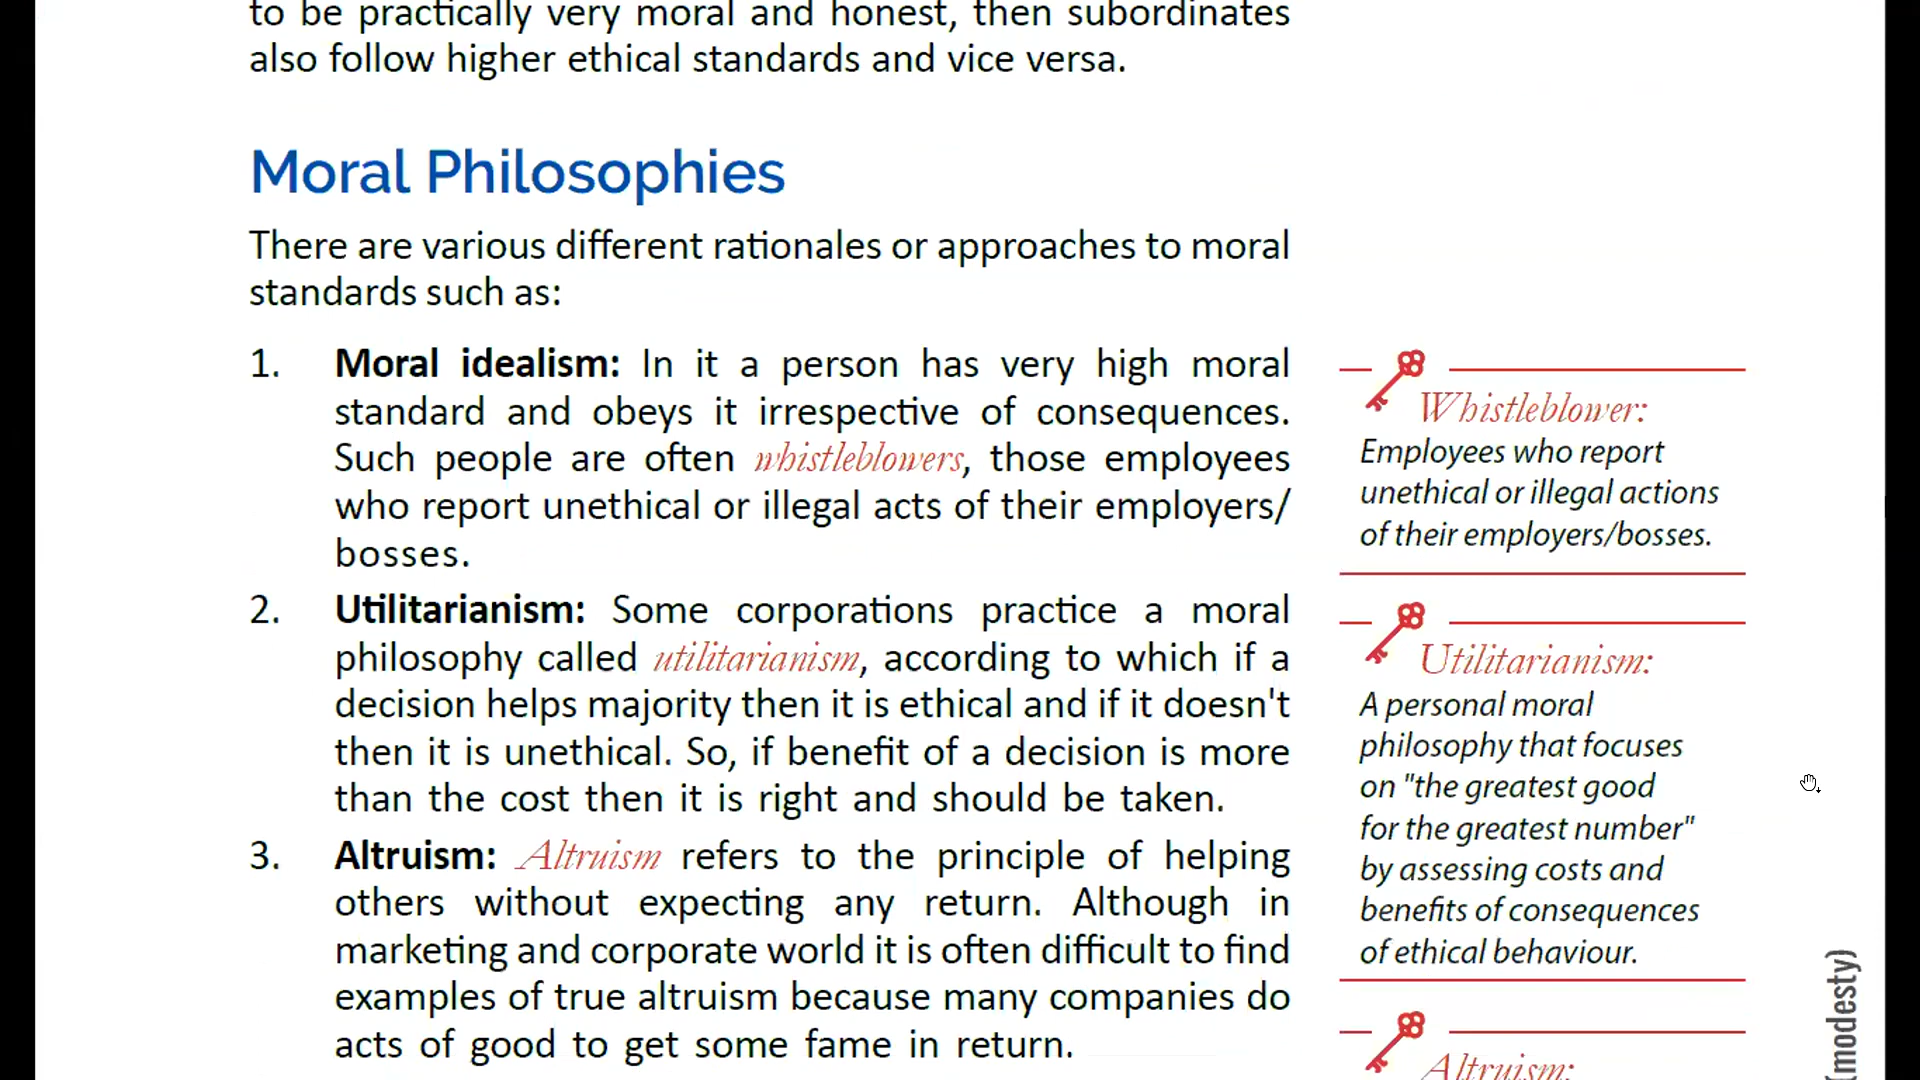 to be practically very moral and honest, then subordinates
also follow higher ethical standards and vice versa.
Moral Philosophies
There are various different rationales or approaches to moral
standards such as:
1. Moral idealism: In it a person has very high moral
standard and obeys it irrespective of consequences.
Such people are often whistleblowers, those employees
who report unethical or illegal acts of their employers/
bosses.
2. Utilitarianism: Some corporations practice a moral
philosophy called utilitarianism, according to which if a
decision helps majority then it is ethical and if it doesn't
then it is unethical. So, if benefit of a decision is more
than the cost then it is right and should be taken.
3. Altruism: Altruism refers to the principle of helping
others without expecting any return. Although in
marketing and corporate world it is often difficult to find
examples of true altruism because many companies do
acts of good to get some fame in return.
Whistleblower:
Employees who report
unethical or illegal actions
of their employers/bosses.
Utilitarianism:
A personal moral
philosophy that focuses
on "the greatest good
for the greatest number"
by assessing costs and
benefits of consequences
of ethical behaviour.
Altruism:
(modesty)